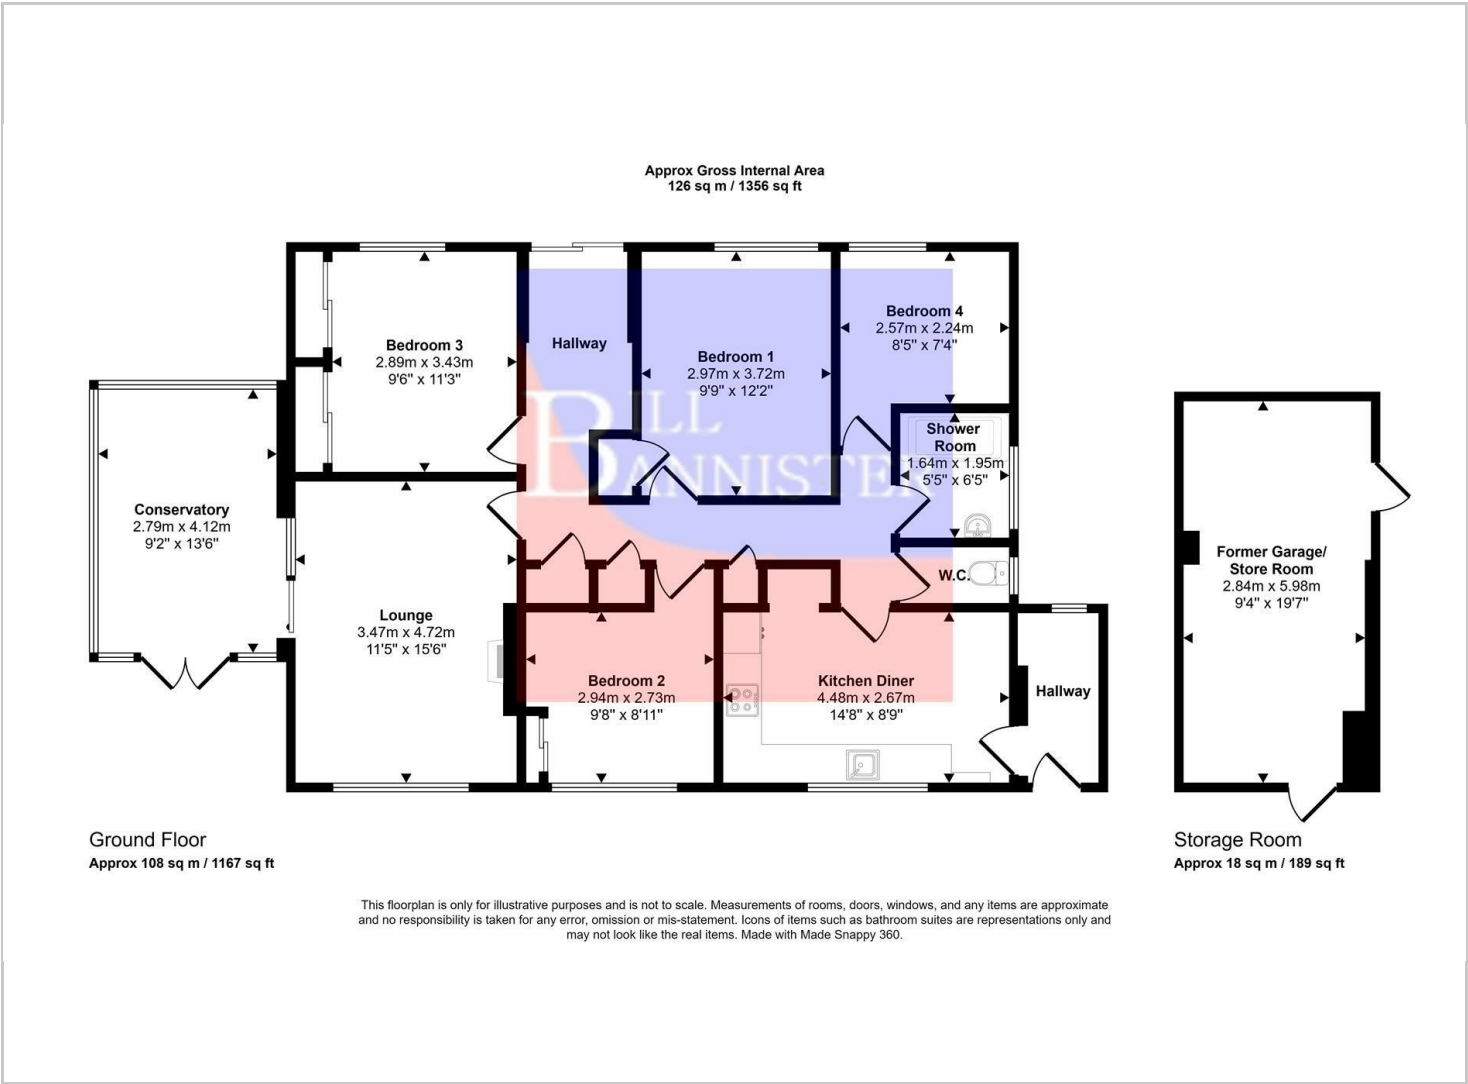 Approx Gross Internal Area
126 sq m / 1356 sq ft
Bedroom 3
2.89m x 3.43m
9'6" x 11'3"
Hallway
Bedroom 1
2.97m x 3.72m
9'9" x 12'2"
Bedroom 4
2.57m x 2.24m
8'5" x 7'4"
BILL
BANNISTER
Shower
Room
1.64m x 1.95m
5'5" x 6'5"
Conservatory
2.79m x 4.12m
9'2" x 13'6"
W.C.
Lounge
3.47m x 4.72m
11'5" x 15'6"
Bedroom 2
2.94m x 2.73m
9'8" x 8'11"
Kitchen Diner
4.48m x 2.67m
14'8" x 8'9"
Hallway
Former Garage/
Store Room
2.84m x 5.98m
9'4" x 19'7"
Ground Floor
Approx 108 sq m / 1167 sq ft
Storage Room
Approx 18 sq m / 189 sq ft
This floorplan is only for illustrative purposes and is not to scale. Measurements of rooms, doors, windows, and any items are approximate
and no responsibility is taken for any error, omission or mis-statement. Icons of items such as bathroom suites are representations only and
may not look like the real items. Made with Made Snappy 360.